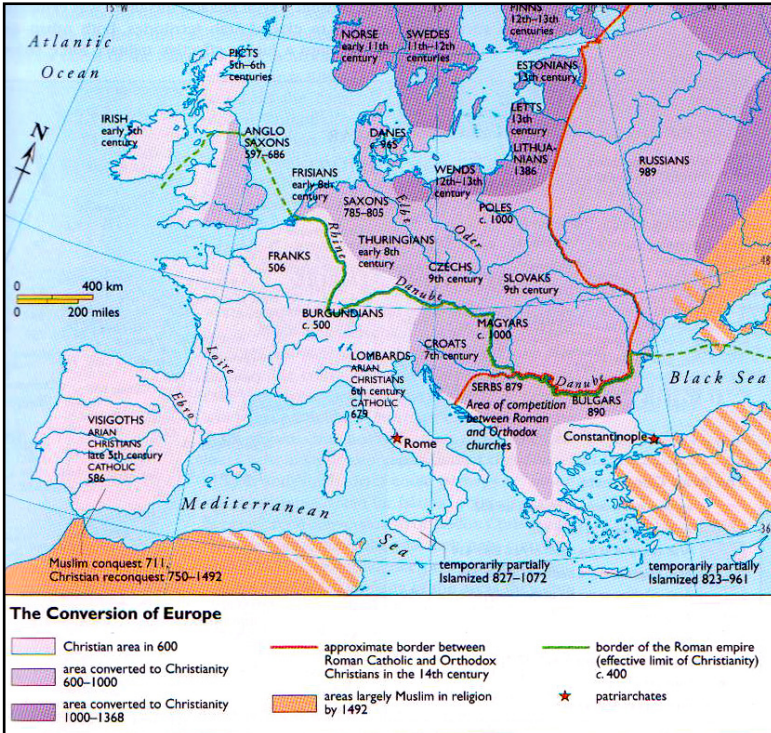 15°W
0°
15°
Atlantic
Ocean
PICTS
5th–6th
centuries
IRISH
early 5th
century
N
ANGLO
SAXONS
597–686
NORSE
early 11th
century
SWEDES
11th–12th
centuries
FINNS
12th–13th
centuries
ESTONIANS
13th century
LETTS
13th
century
LITHUA-
NIANS
1386
DANES
c. 965
RUSSIANS
989
FRISIANS
early 8th
century
SAXONS
785–805
Elbe
WENDS
12th–13th
century
POLES
c. 1000
Oder
Rhine
THURINGIANS
early 8th
century
FRANKS
506
CZECHS
9th century
SLOVAKS
9th century
48
0 400 km
0 200 miles
Danube
BURGUNDIANS
c. 500
MAGYARS
c. 1000
CROATS
7th century
Loire
LOMBARDS
ARIAN
CHRISTIANS
6th century
CATHOLIC
679
SERBS 879
Danube
BULGARS
890
Black Sea
Ebro
Area of competition
between Roman
and Orthodox
churches
VISIGOTHS
ARIAN
CHRISTIANS
late 5th century
CATHOLIC
586
Rome
Constantinople
Mediterranean
Sea
36
Muslim conquest 711,
Christian reconquest 750–1492
temporarily partially
Islamized 827–1072
temporarily partially
Islamized 823–961
The Conversion of Europe
Christian area in 600
area converted to Christianity
600–1000
area converted to Christianity
1000–1368
approximate border between
Roman Catholic and Orthodox
Christians in the 14th century
areas largely Muslim in religion
by 1492
border of the Roman empire
(effective limit of Christianity)
c. 400
patriarchates